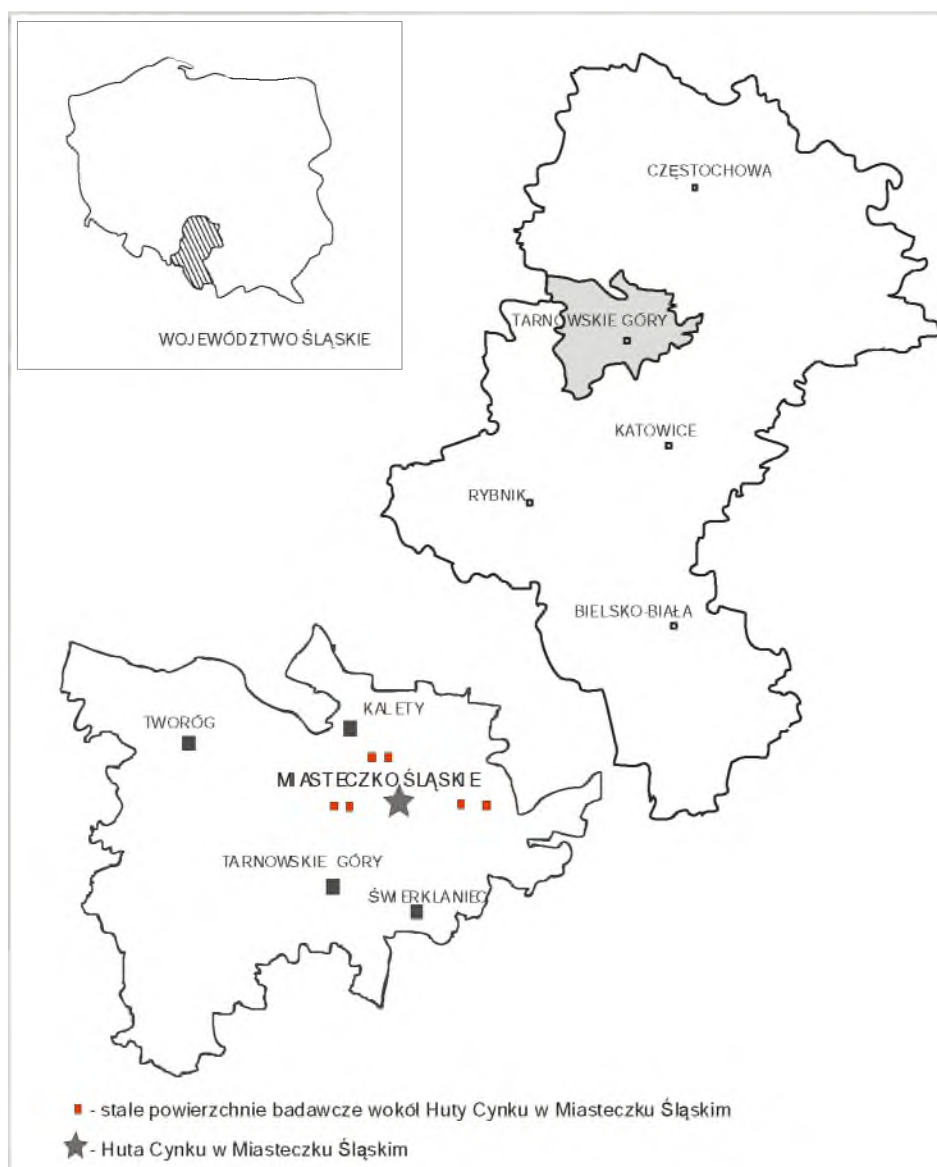 WOJEWÓDZTWO ŚLĄSKIE
CZĘSTOCHOWA
TARNOWSKIE GÓRY
KATOWICE
RYBNIK
BIELSKO-BIAŁA
KALETY
TWORÓG
MIASTECZKO ŚLĄSKIE
TARNOWSKIE GÓRY
ŚWIERKLANIEC
- stałe powierzchnie badawcze wokół Huty Cynku w Miasteczku Śląskim
- Huta Cynku w Miasteczku Śląskim